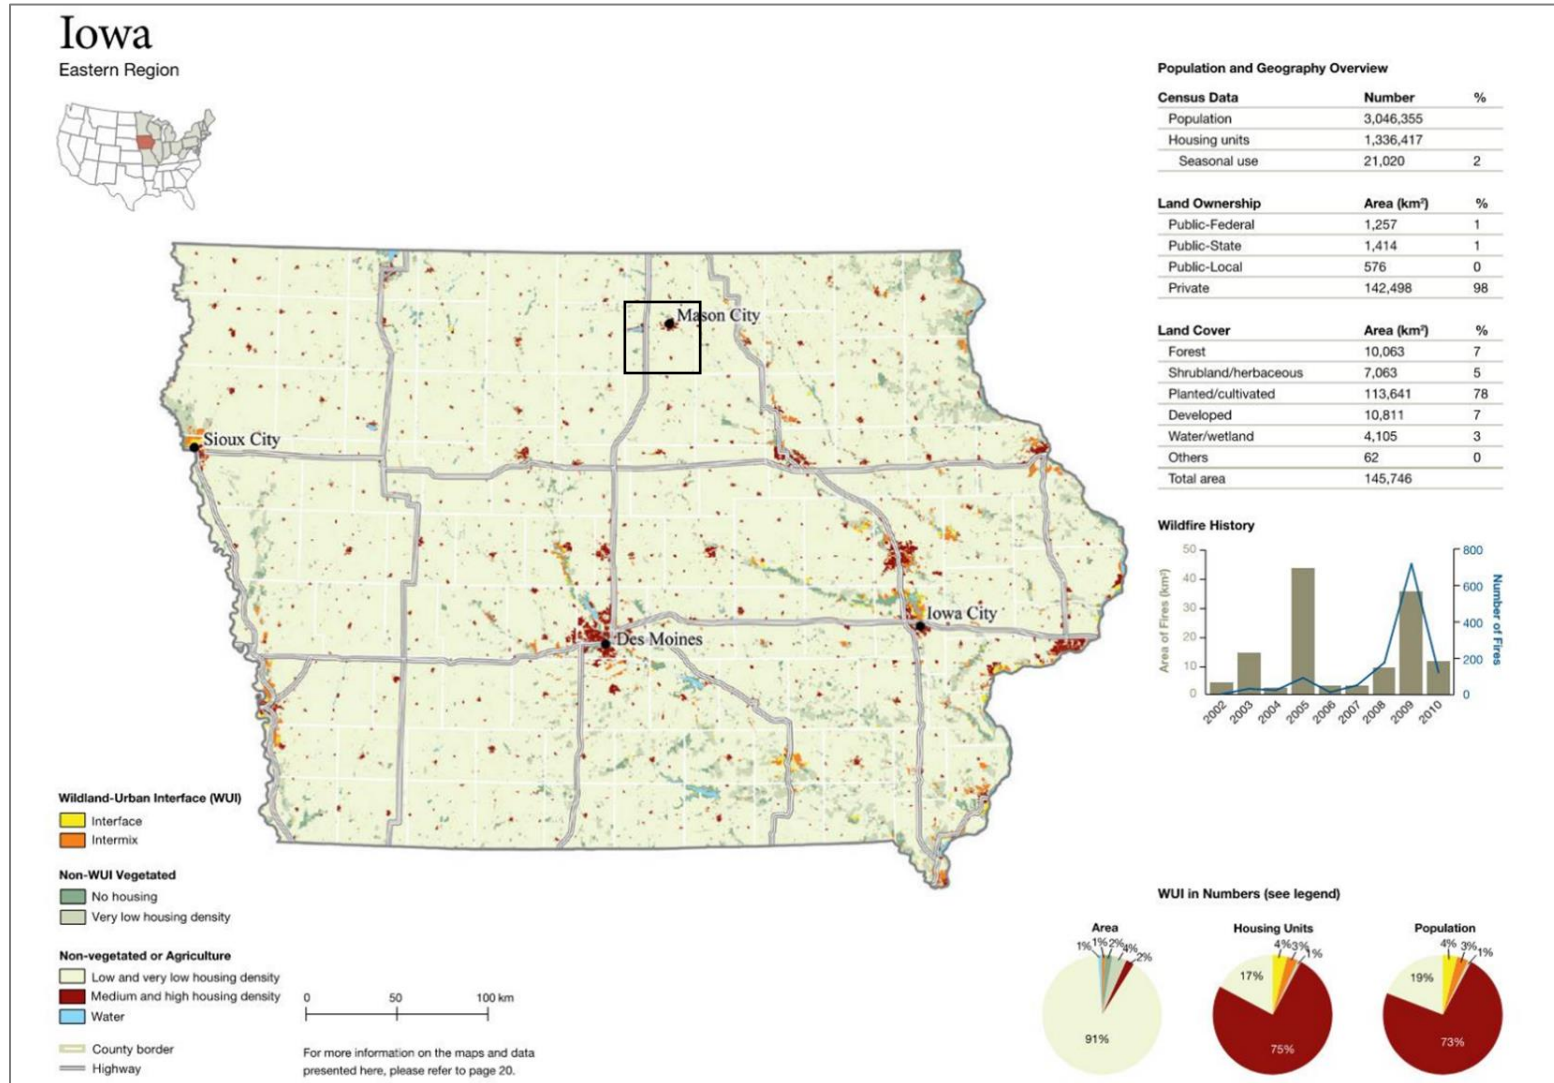 Iowa
Eastern Region
Population and Geography Overview
Census Data Number %
Population 3,046,355
Housing units 1,336,417
Seasonal use 21,020 2
Land Ownership Area (km²) %
Public-Federal 1,257 1
Public-State 1,414 1
Public-Local 576 0
Private 142,498 98
Land Cover Area (km²) %
Forest 10,063 7
Shrubland/herbaceous 7,063 5
Planted/cultivated 113,641 78
Developed 10,811 7
Water/wetland 4,105 3
Others 62 0
Total area 145,746
Mason City
Sioux City
Iowa City
Des Moines
Wildfire History
50
40
30
20
10
0
Area of Fires (km²)
800
600
400
200
0
Number of Fires
2002 2003 2004 2005 2006 2007 2008 2009 2010
Wildland-Urban Interface (WUI)
Interface
Intermix
Non-WUI Vegetated
No housing
Very low housing density
Non-vegetated or Agriculture
Low and very low housing density
Medium and high housing density
Water
County border
Highway
0 50 100 km
For more information on the maps and data
presented here, please refer to page 20.
WUI in Numbers (see legend)
Area
1% 1% 2% 4% 2%
91%
Housing Units
4% 3% 1%
17%
75%
Population
4% 3% 1%
19%
73%